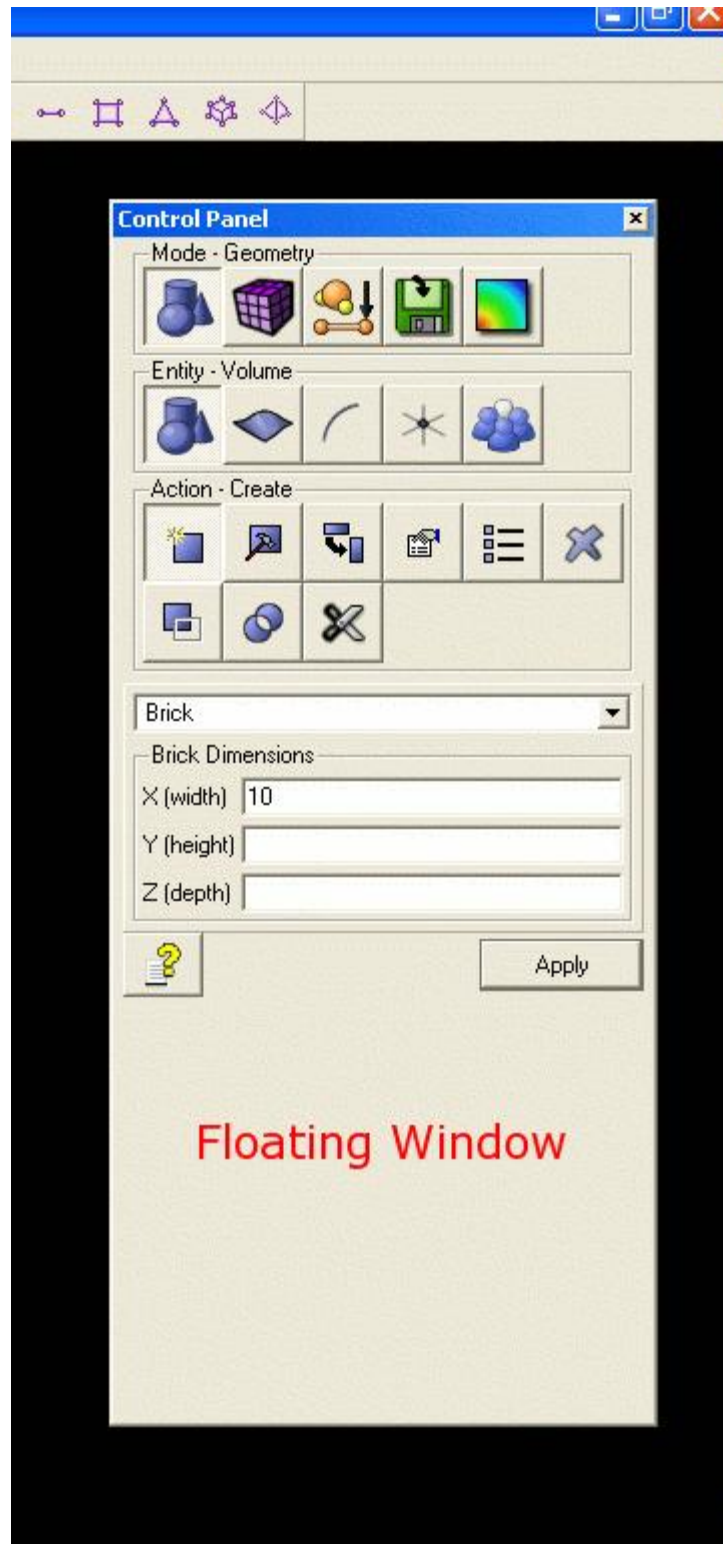 Control Panel
Mode - Geometry
Entity - Volume
Action - Create
Brick
Brick Dimensions
X (width) 10
Y (height)
Z (depth)
Apply
Floating Window